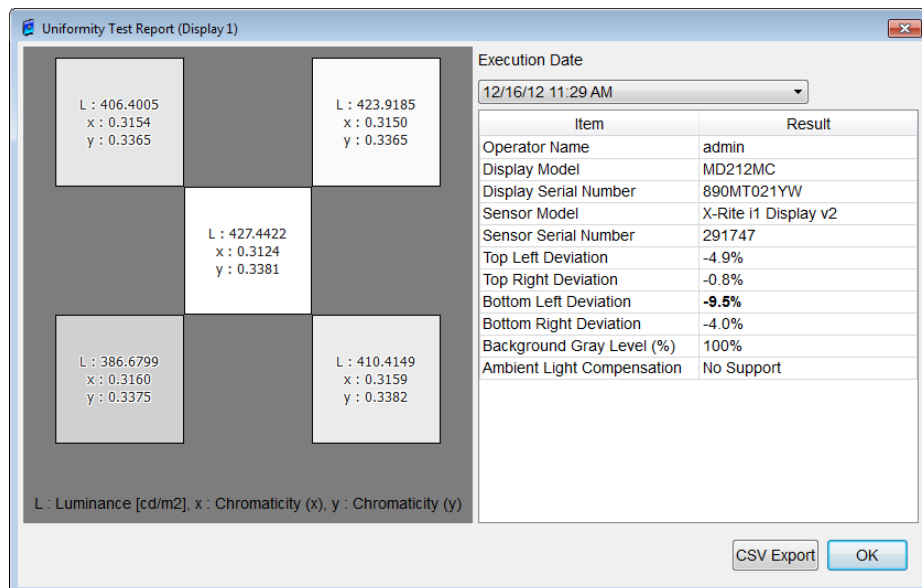 Uniformity Test Report (Display 1)
L : 406.4005
x : 0.3154
y : 0.3365
L : 423.9185
x : 0.3150
y : 0.3365
L : 427.4422
x : 0.3124
y : 0.3381
L : 386.6799
x : 0.3160
y : 0.3375
L : 410.4149
x : 0.3159
y : 0.3382
L : Luminance [cd/m2], x : Chromaticity (x), y : Chromaticity (y)
Execution Date
12/16/12 11:29 AM
Item Result
Operator Name admin
Display Model MD212MC
Display Serial Number 890MT021YW
Sensor Model X-Rite i1 Display v2
Sensor Serial Number 291747
Top Left Deviation -4.9%
Top Right Deviation -0.8%
Bottom Left Deviation -9.5%
Bottom Right Deviation -4.0%
Background Gray Level (%) 100%
Ambient Light Compensation No Support
CSV Export OK